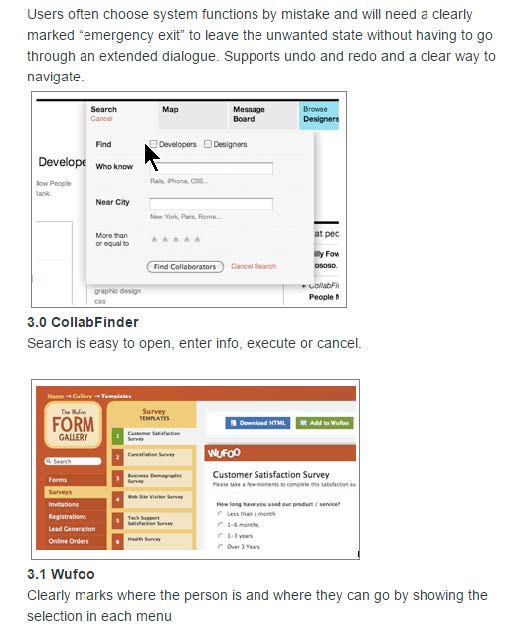 Users often choose system functions by mistake and will need a clearly
marked “emergency exit” to leave the unwanted state without having to go
through an extended dialogue. Supports undo and redo and a clear way to
navigate.
Search
Cancel
Map
Message
Board
Browse
Designers
Find
Developers
Designers
Develope
Who know
Rails, iPhone, CSS...
Near City
New York, Paris, Rome...
More than
or equal to
at pec
Find Collaborators
Cancel Search
graphic design
css
People
3.0 CollabFinder
Search is easy to open, enter info, execute or cancel.
Home → Gallery → Templates
The Wufoo
FORM
GALLERY
Search
Forms
Surveys
Invitations
Registrations
Lead Generation
Online Orders
Survey
TEMPLATES
1 Customer Satisfaction
Survey
2 Cancellation Survey
3 Business Demographic
Survey
4 Web Site Visitor Survey
5 Tech Support
Satisfaction Survey
6 Health Survey
Download HTML
Add to Wufoo
WUFOO
Customer Satisfaction Survey
Please take a few moments to complete this satisfaction su
How long have you used our product / service?
Less than 1 month
1-6 months
1-3 years
Over 3 Years
3.1 Wufoo
Clearly marks where the person is and where they can go by showing the
selection in each menu